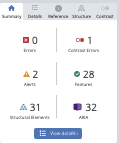 Summary Details Reference Structure Contrast
0 1
Errors Contrast Errors
2 28
Alerts Features
31 32
Structural Elements ARIA
View details ›